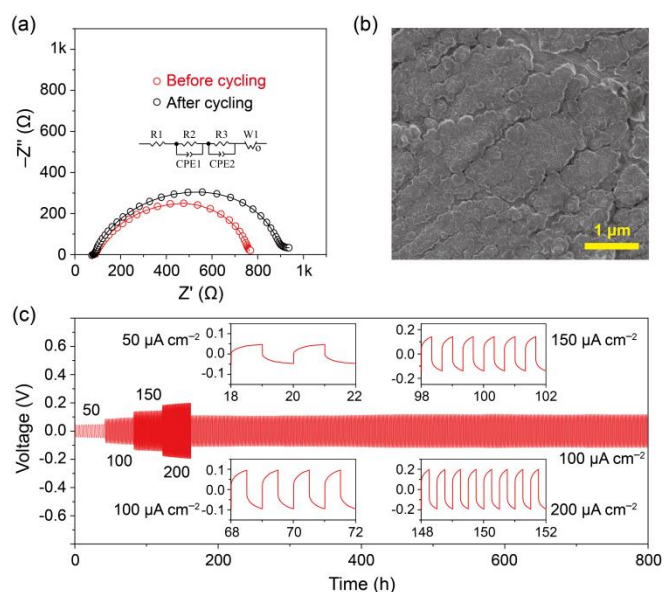 (a)
1k
800
600
400
200
0
–Z'' (Ω)
Before cycling
After cycling
R1 R2 R3 W1
CPE1 CPE2
0 200 400 600 800 1k
Z' (Ω)
(b)
1 μm
(c)
0.6
0.4
0.2
0.0
-0.2
-0.4
-0.6
Voltage (V)
50 μA cm⁻²
0.1
0.0
-0.1
18 19 20 21 22
0.2
0.0
-0.2
98 100 102
150 μA cm⁻²
50
150
100
200
100 μA cm⁻²
0.1
0.0
-0.1
68 70 71 72
0.2
0.0
-0.2
148 150 152
100 μA cm⁻²
200 μA cm⁻²
0 200 400 600 800
Time (h)